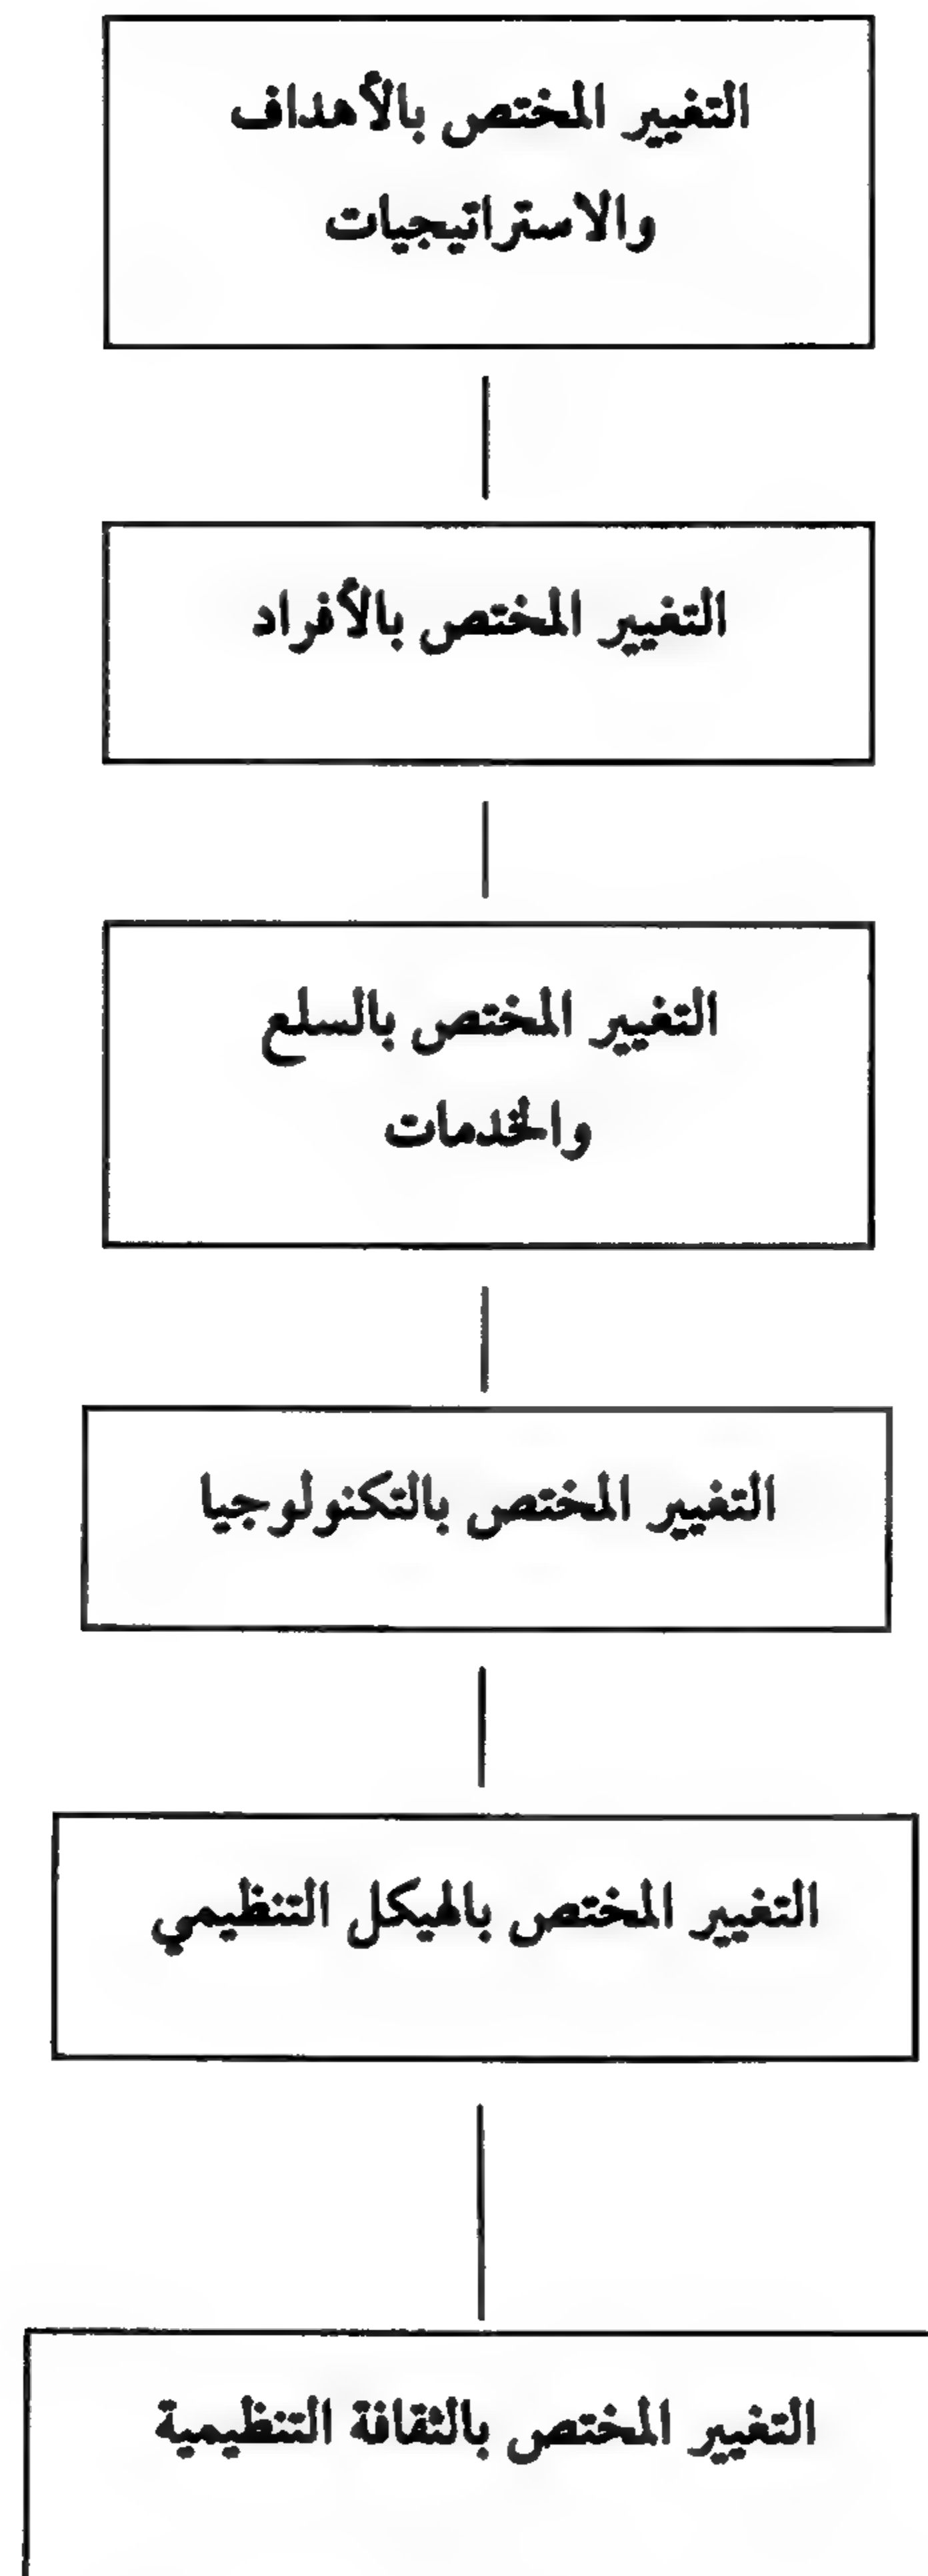 التغيير المختص بالأهداف
والاستراتيجيات
التغيير المختص بالأفراد
التغيير المختص بالسلع
والخدمات
التغيير المختص بالتكنولوجيا
التغيير المختص بالهيكل التنظيمي
التغيير المختص بالثقافة التنظيمية